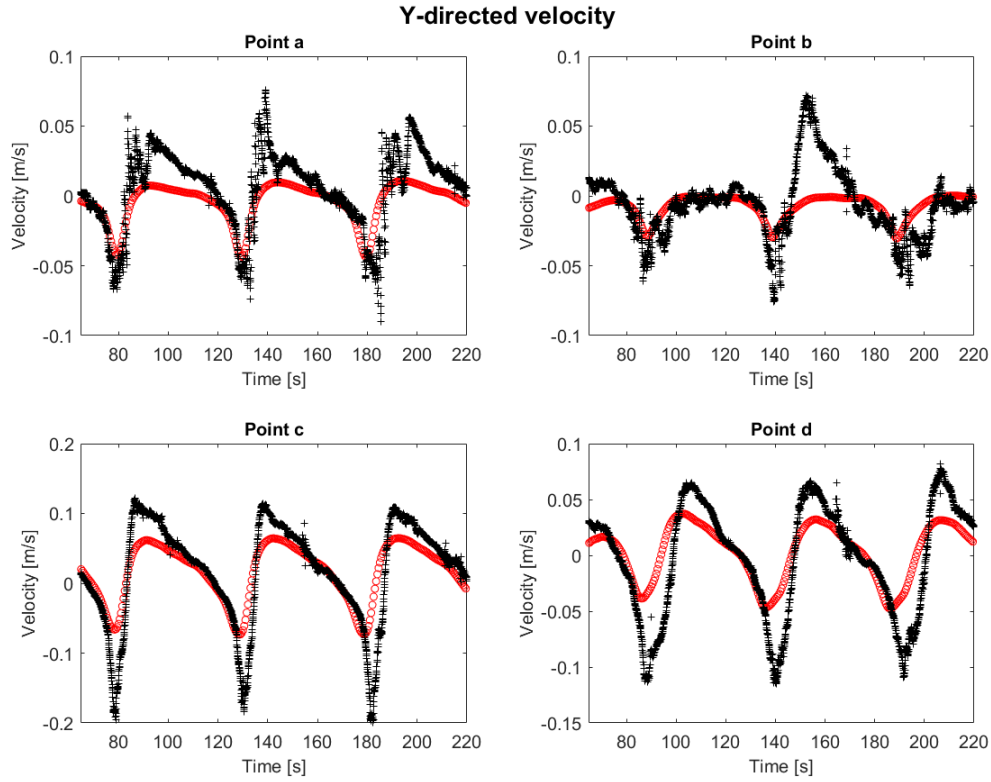 Y-directed velocity
Point a
0.1
0.05
0
-0.05
-0.1
Velocity [m/s]
80 100 120 140 160 180 200 220
Time [s]
Point b
0.1
0.05
0
-0.05
-0.1
Velocity [m/s]
80 100 120 140 160 180 200 220
Time [s]
Point c
0.2
0.1
0
-0.1
-0.2
Velocity [m/s]
80 100 120 140 160 180 200 220
Time [s]
Point d
0.1
0.05
0
-0.05
-0.1
-0.15
Velocity [m/s]
80 100 120 140 160 180 200 220
Time [s]